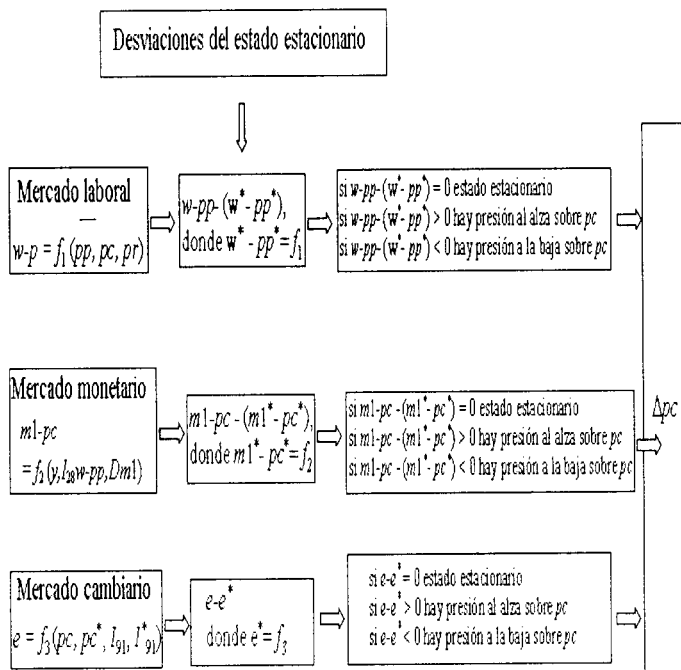 Desviaciones del estado estacionario
Mercado laboral
w-p = f₁(pp, pc, pr)
w-pp-(w*- pp*),
donde w* - pp*= f₁
si w-pp-(w*- pp*) = 0 estado estacionario
si w-pp-(w*- pp*) > 0 hay presión al alza sobre pc
si w-pp-(w*- pp*) < 0 hay presión a la baja sobre pc
Mercado monetario
m1-pc
= f₂(y, I₂₈w-pp, Dm1)
m1-pc - (m1*- pc*),
donde m1*- pc*= f₂
si m1-pc -(m1*- pc*) = 0 estado estacionario
si m1-pc -(m1*- pc*) > 0 hay presión al alza sobre pc
si m1-pc -(m1*- pc*) < 0 hay presión a la baja sobre pc
Δpc
Mercado cambiario
e = f₃(pc, pc*, I₉₁, I*₉₁)
e-e*
donde e*= f₃
si e-e*= 0 estado estacionario
si e-e*> 0 hay presión al alza sobre pc
si e-e*< 0 hay presión a la baja sobre pc